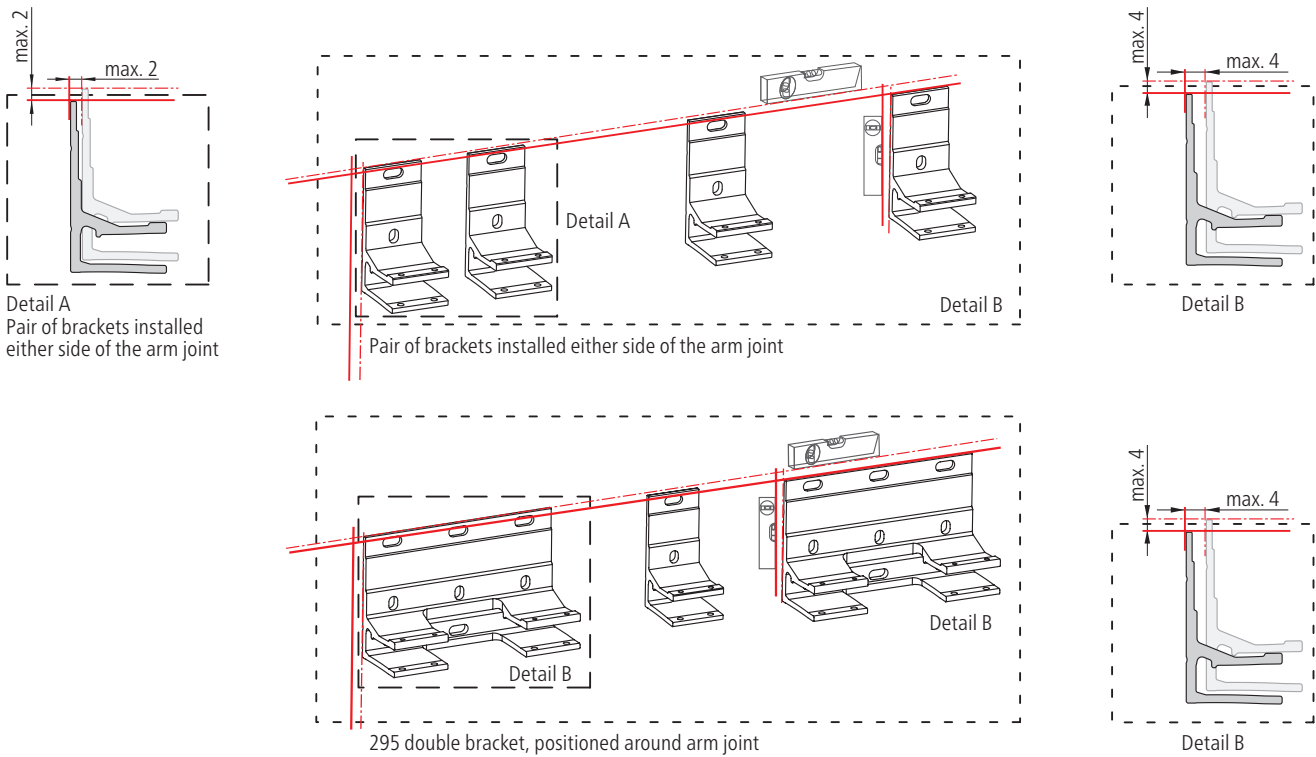 max. 2
max. 2
Detail A
Pair of brackets installed
either side of the arm joint
Detail A
Detail B
Pair of brackets installed either side of the arm joint
max. 4
max. 4
Detail B
Detail B
Detail B
295 double bracket, positioned around arm joint
max. 4
max. 4
Detail B